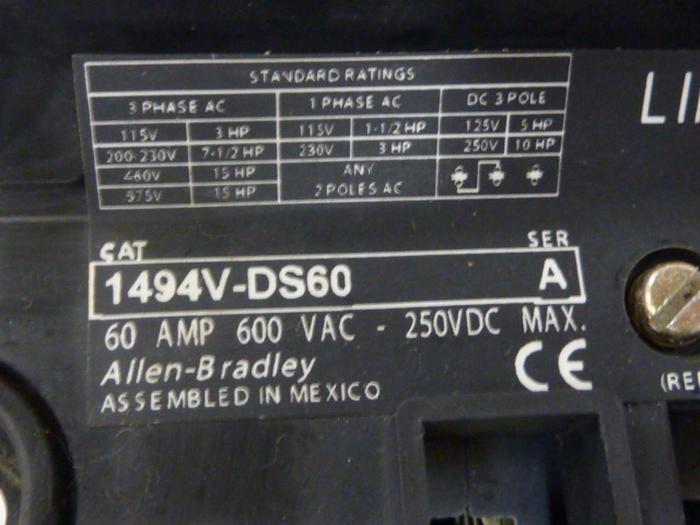 STANDARD RATINGS
3 PHASE AC 1 PHASE AC DC 3 POLE
115V 3 HP 115V 1-1/2 HP 125V 5 HP
200-230V 7-1/2 HP 230V 3 HP 250V 10 HP
460V 15 HP ANY
575V 15 HP 2 POLES AC
CAT SER
1494V-DS60 A
60 AMP 600 VAC - 250VDC MAX.
Allen-Bradley CE
ASSEMBLED IN MEXICO